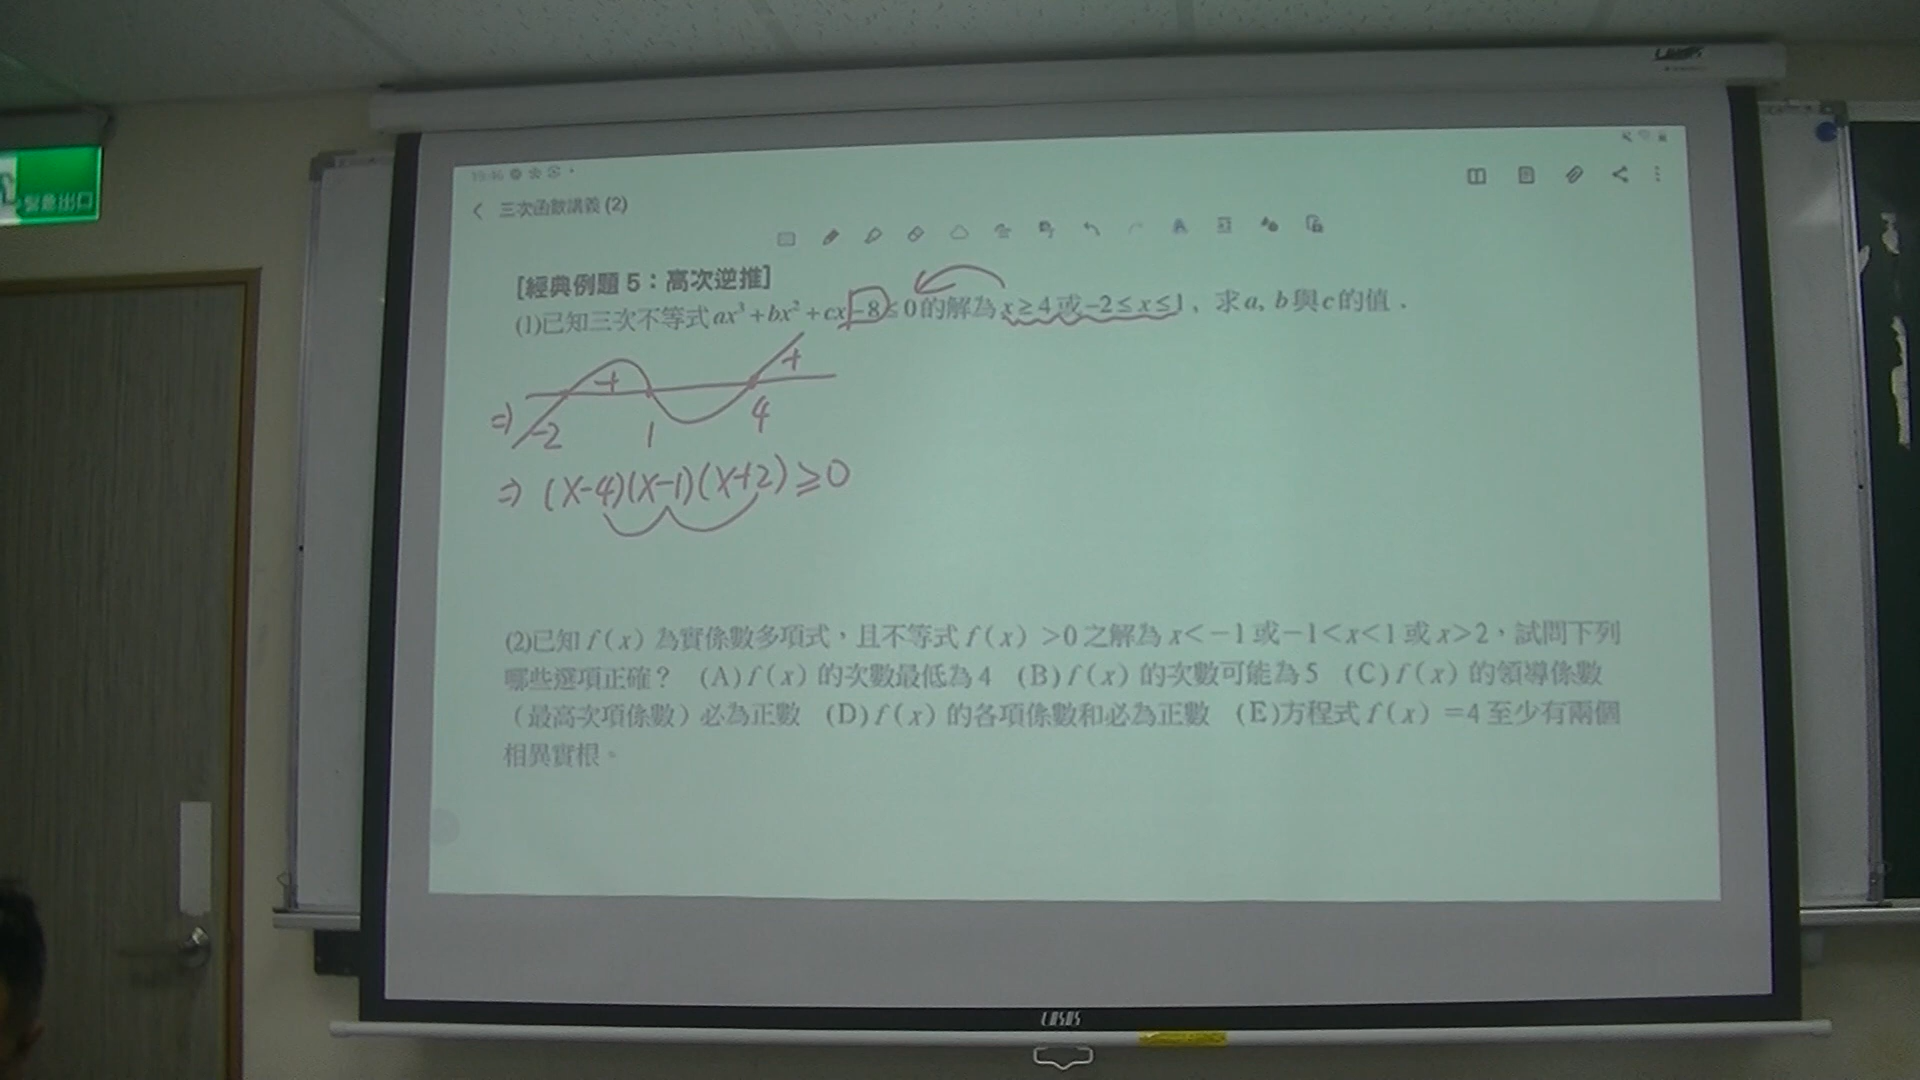 緊急出口
三次函數講義 (2)
[經典例題 5：高次逆推]
(1)已知三次不等式 ax³+bx²+cx-8≤0 的解為 x≥4 或 -2≤x≤1，求 a, b 與 c 的值．
+ +
⇒ -2 1 4
⇒ (x-4)(x-1)(x+2)≥0
(2)已知 f(x) 為實係數多項式，且不等式 f(x) >0 之解為 x<-1 或 -1<x<1 或 x>2，試問下列
哪些選項正確？ (A) f(x) 的次數最低為 4 (B) f(x) 的次數可能為 5 (C) f(x) 的領導係數
（最高次項係數）必為正數 (D) f(x) 的各項係數和必為正數 (E)方程式 f(x) =4 至少有兩個
相異實根。